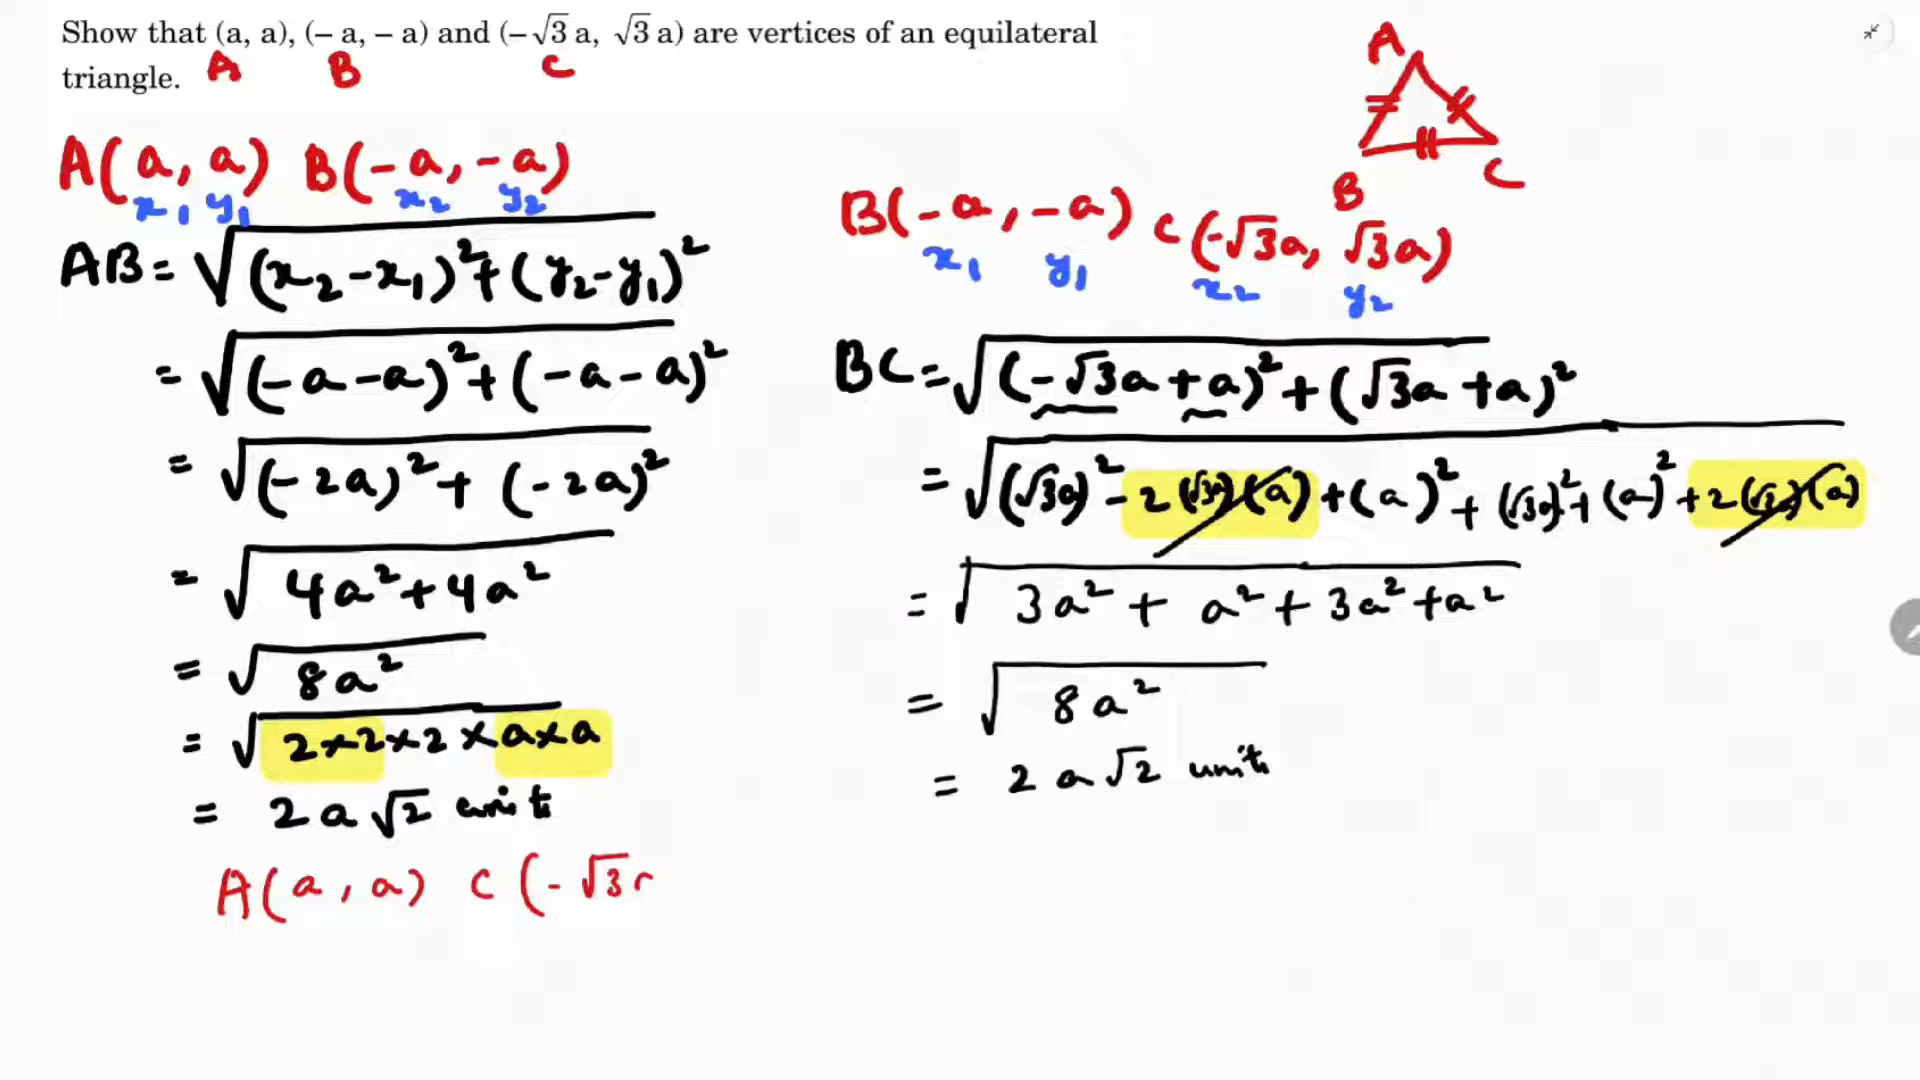 Show that (a, a), (– a, – a) and (–√3 a, √3 a) are vertices of an equilateral
triangle.
A B C
A
B C
A(a, a) B(-a, -a)
x₁ y₁ x₂ y₂
AB = √((x₂-x₁)²+(y₂-y₁)²)
= √((-a-a)²+(-a-a)²)
= √((-2a)²+(-2a)²)
= √(4a²+4a²)
= √(8a²)
= √(2×2×2×a×a)
= 2a√2 units
A(a, a) C(-√3
B(-a, -a) C(-√3a, √3a)
x₁ y₁ x₂ y₂
BC = √((-√3a+a)²+(√3a+a)²)
= √((√3a)²-2(√3a)(a)+(a)²+(√3a)²+(a)²+2(√3a)(a))
= √(3a²+a²+3a²+a²)
= √(8a²)
= 2a√2 units